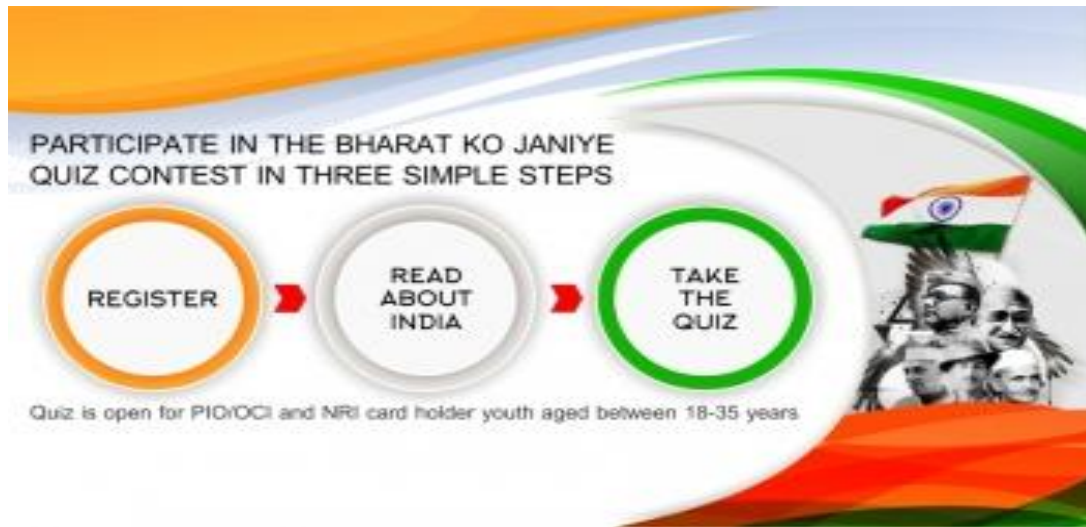 PARTICIPATE IN THE BHARAT KO JANIYE
QUIZ CONTEST IN THREE SIMPLE STEPS
REGISTER
READ
ABOUT
INDIA
TAKE
THE
QUIZ
Quiz is open for PIO/OCI and NRI card holder youth aged between 18-35 years